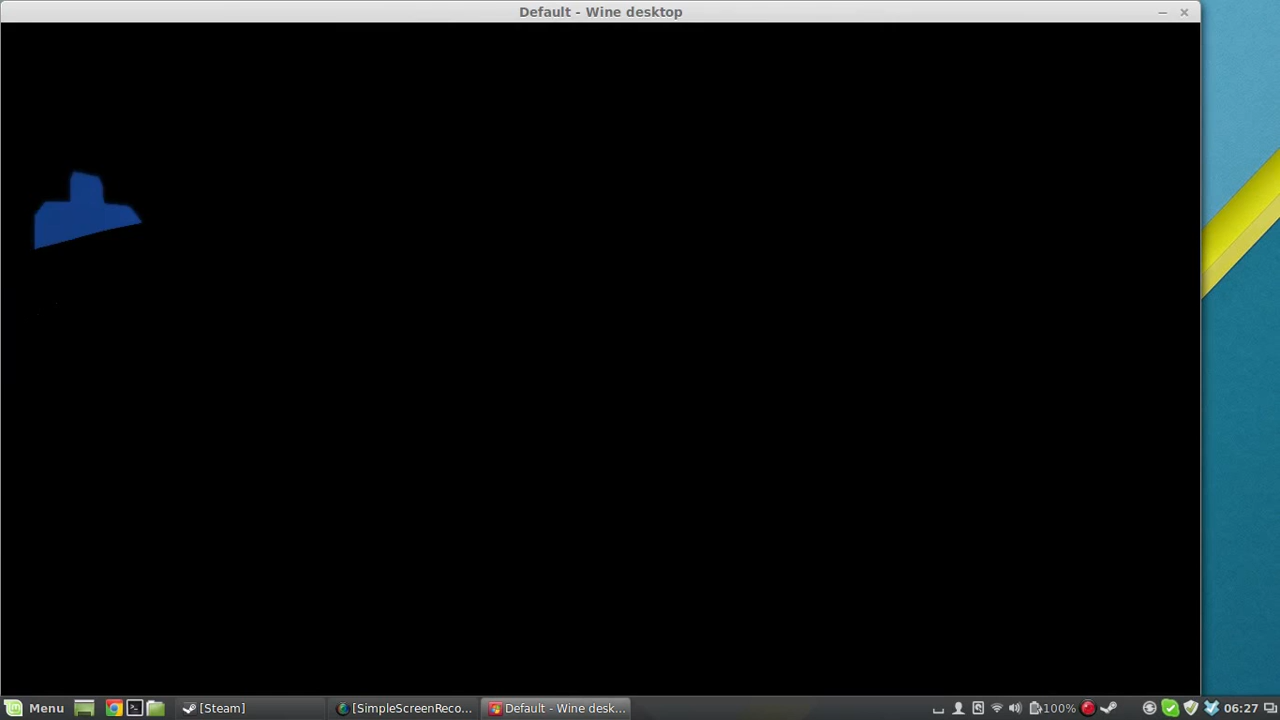 Default - Wine desktop
Menu
[Steam]
[SimpleScreenReco...
Default - Wine desk...
100%
06:27